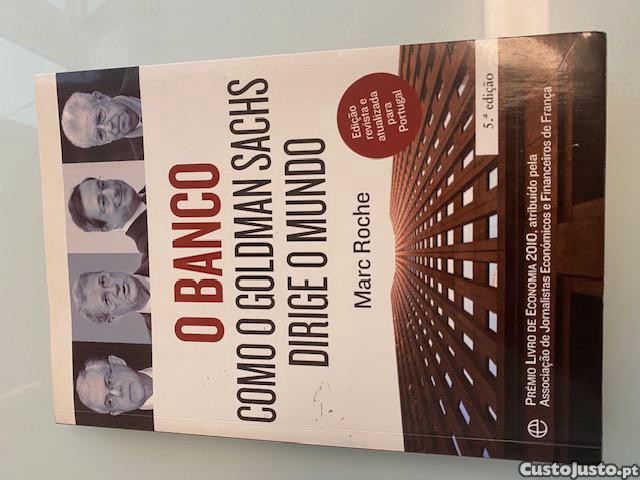 O BANCO
COMO O GOLDMAN SACHS
DIRIGE O MUNDO
Marc Roche
Edição
revista e
atualizada
para
Portugal
5.ª edição
PRÉMIO LIVRO DE ECONOMIA 2010, atribuído pela
Associação de Jornalistas Económicos e Financeiros de França
CustoJusto.pt